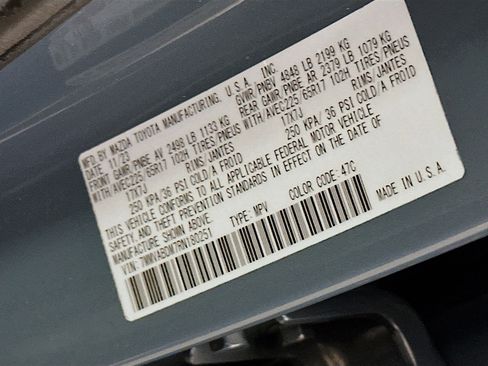 MFD BY MAZDA TOYOTA MANUFACTURING, U.S.A., INC.
DATE: 11/23 GVWR/PNBV 4848 LB 2199 KG
FRONT GAWR/PNBE AV 2498 LB 1133 KG REAR GAWR/PNBE AR 2379 LB 1079 KG
WITH/AVEC225/65R17 102H TIRES/PNEUS WITH/AVEC225/65R17 102H TIRES/PNEUS
17X7J RIMS/JANTES 17X7J RIMS/JANTES
250 KPA/36 PSI COLD/A FROID 250 KPA/36 PSI COLD/A FROID
THIS VEHICLE CONFORMS TO ALL APPLICABLE FEDERAL MOTOR VEHICLE
SAFETY, AND THEFT PREVENTION STANDARDS IN EFFECT ON THE DATE OF
MANUFACTURE SHOWN ABOVE.
VIN: TYPE: MPV COLOR CODE: 47C
MADE IN U.S.A.